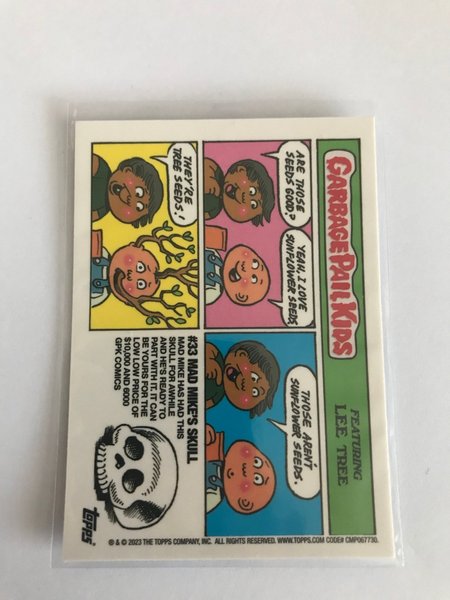 GARBAGE PAIL KIDS
FEATURING
LEE TREE
ARE THOSE
SEEDS GOOD?
YEAH, I LOVE
SUNFLOWER SEEDS
THOSE AREN'T
SUNFLOWER SEEDS.
THEY'RE
TREE SEEDS!
#33 MAD MIKE'S SKULL
MAD MIKE HAS HAD THIS
SKULL FOR AWHILE
AND HE'S READY TO
PART WITH IT. IT CAN
BE YOURS FOR THE
LOW LOW PRICE OF
$10,000 AND 6000
GPK COMICS
TOPPS
® & © 2023 THE TOPPS COMPANY, INC. ALL RIGHTS RESERVED. WWW.TOPPS.COM CODE# CMP067730.